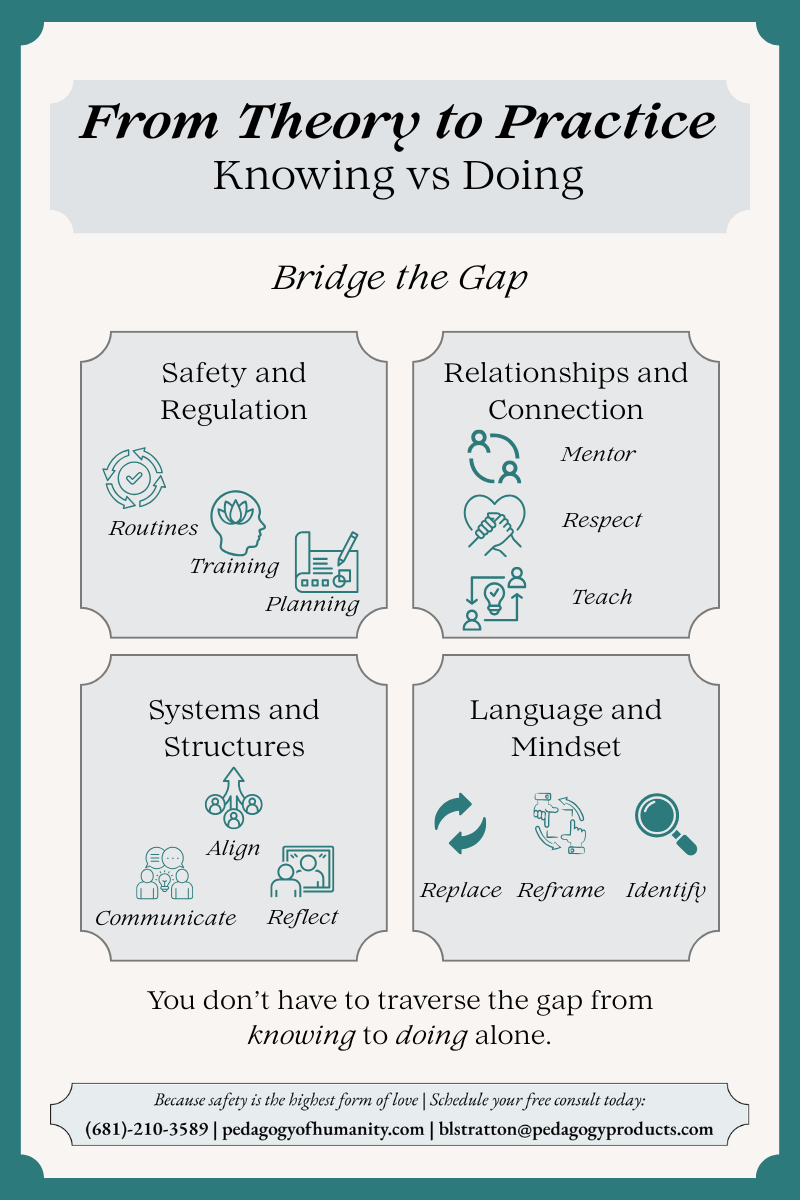 From Theory to Practice
Knowing vs Doing
Bridge the Gap
Safety and
Regulation
Routines
Training
Planning
Relationships and
Connection
Mentor
Respect
Teach
Systems and
Structures
Align
Communicate
Reflect
Language and
Mindset
Replace
Reframe
Identify
You don't have to traverse the gap from
knowing to doing alone.
Because safety is the highest form of love | Schedule your free consult today:
(681)-210-3589 | pedagogyofhumanity.com | blstratton@pedagogyproducts.com